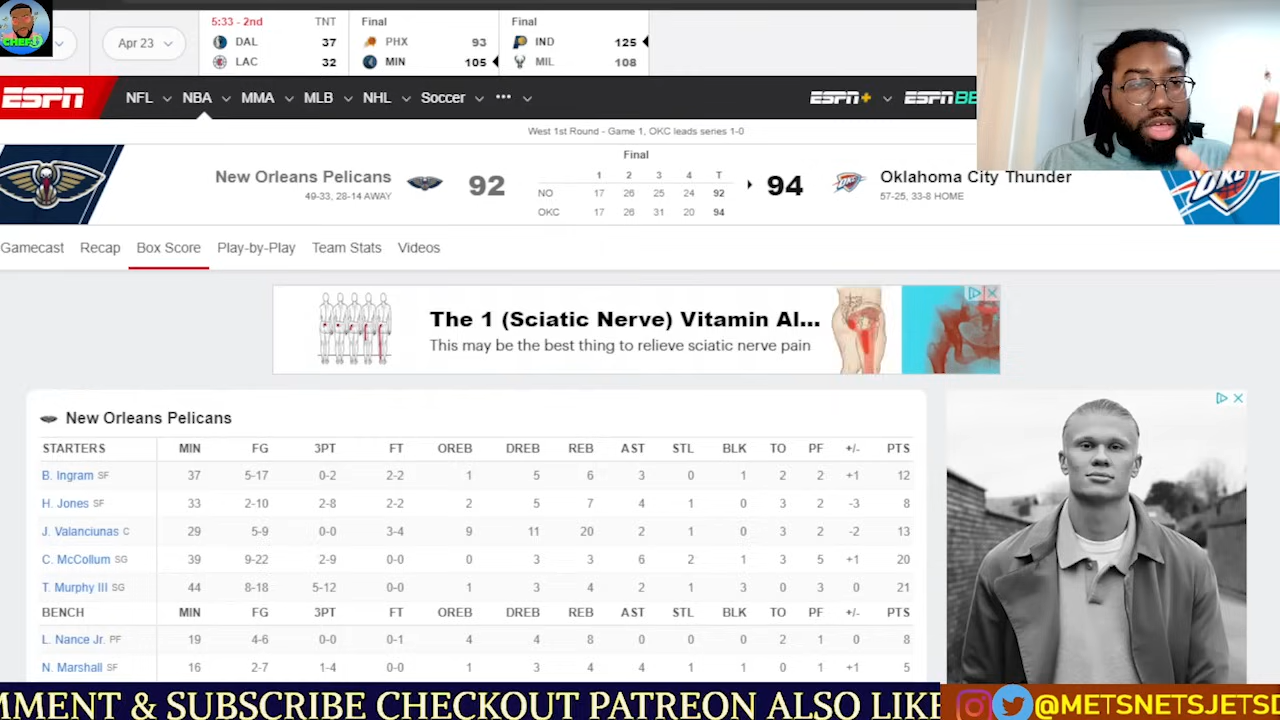 5:33 - 2nd TNT
DAL 37
LAC 32
Final
PHX 93
MIN 105
Final
IND 125
MIL 108
CHEF
Apr 23
ESPN NFL NBA MMA MLB NHL Soccer ••• ESPN+ ESPN BE
West 1st Round - Game 1, OKC leads series 1-0
Final
New Orleans Pelicans 92
49-33, 28-14 AWAY
1 2 3 4 T
NO 17 26 25 24 92
OKC 17 26 31 20 94
94 Oklahoma City Thunder
57-25, 33-8 HOME
OKC
Gamecast Recap Box Score Play-by-Play Team Stats Videos
The 1 (Sciatic Nerve) Vitamin Al...
This may be the best thing to relieve sciatic nerve pain
New Orleans Pelicans
STARTERS MIN FG 3PT FT OREB DREB REB AST STL BLK TO PF +/- PTS
B. Ingram SF 37 5-17 0-2 2-2 1 5 6 3 0 1 2 2 +1 12
H. Jones SF 33 2-10 2-8 2-2 2 5 7 4 1 0 3 2 -3 8
J. Valanciunas C 29 5-9 0-0 3-4 9 11 20 2 1 0 3 2 -2 13
C. McCollum SG 39 9-22 2-9 0-0 0 3 3 6 2 1 3 5 +1 20
T. Murphy III SG 44 8-18 5-12 0-0 1 3 4 2 1 3 0 3 0 21
BENCH MIN FG 3PT FT OREB DREB REB AST STL BLK TO PF +/- PTS
L. Nance Jr. PF 19 4-6 0-0 0-1 4 4 8 0 0 0 2 1 0 8
N. Marshall SF 16 2-7 1-4 0-0 1 3 4 4 1 1 0 1 +1 5
MMENT & SUBSCRIBE CHECKOUT PATREON ALSO LIKE
@METSNETSJETS